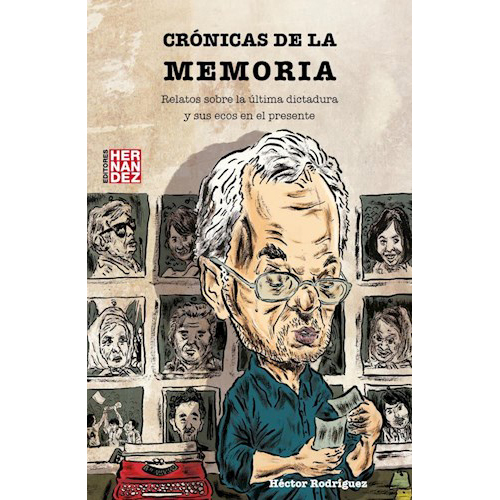 CRÓNICAS DE LA
MEMORIA
Relatos sobre la última dictadura
y sus ecos en el presente
EDITORES
HER
NAN
DEZ
Héctor Rodríguez